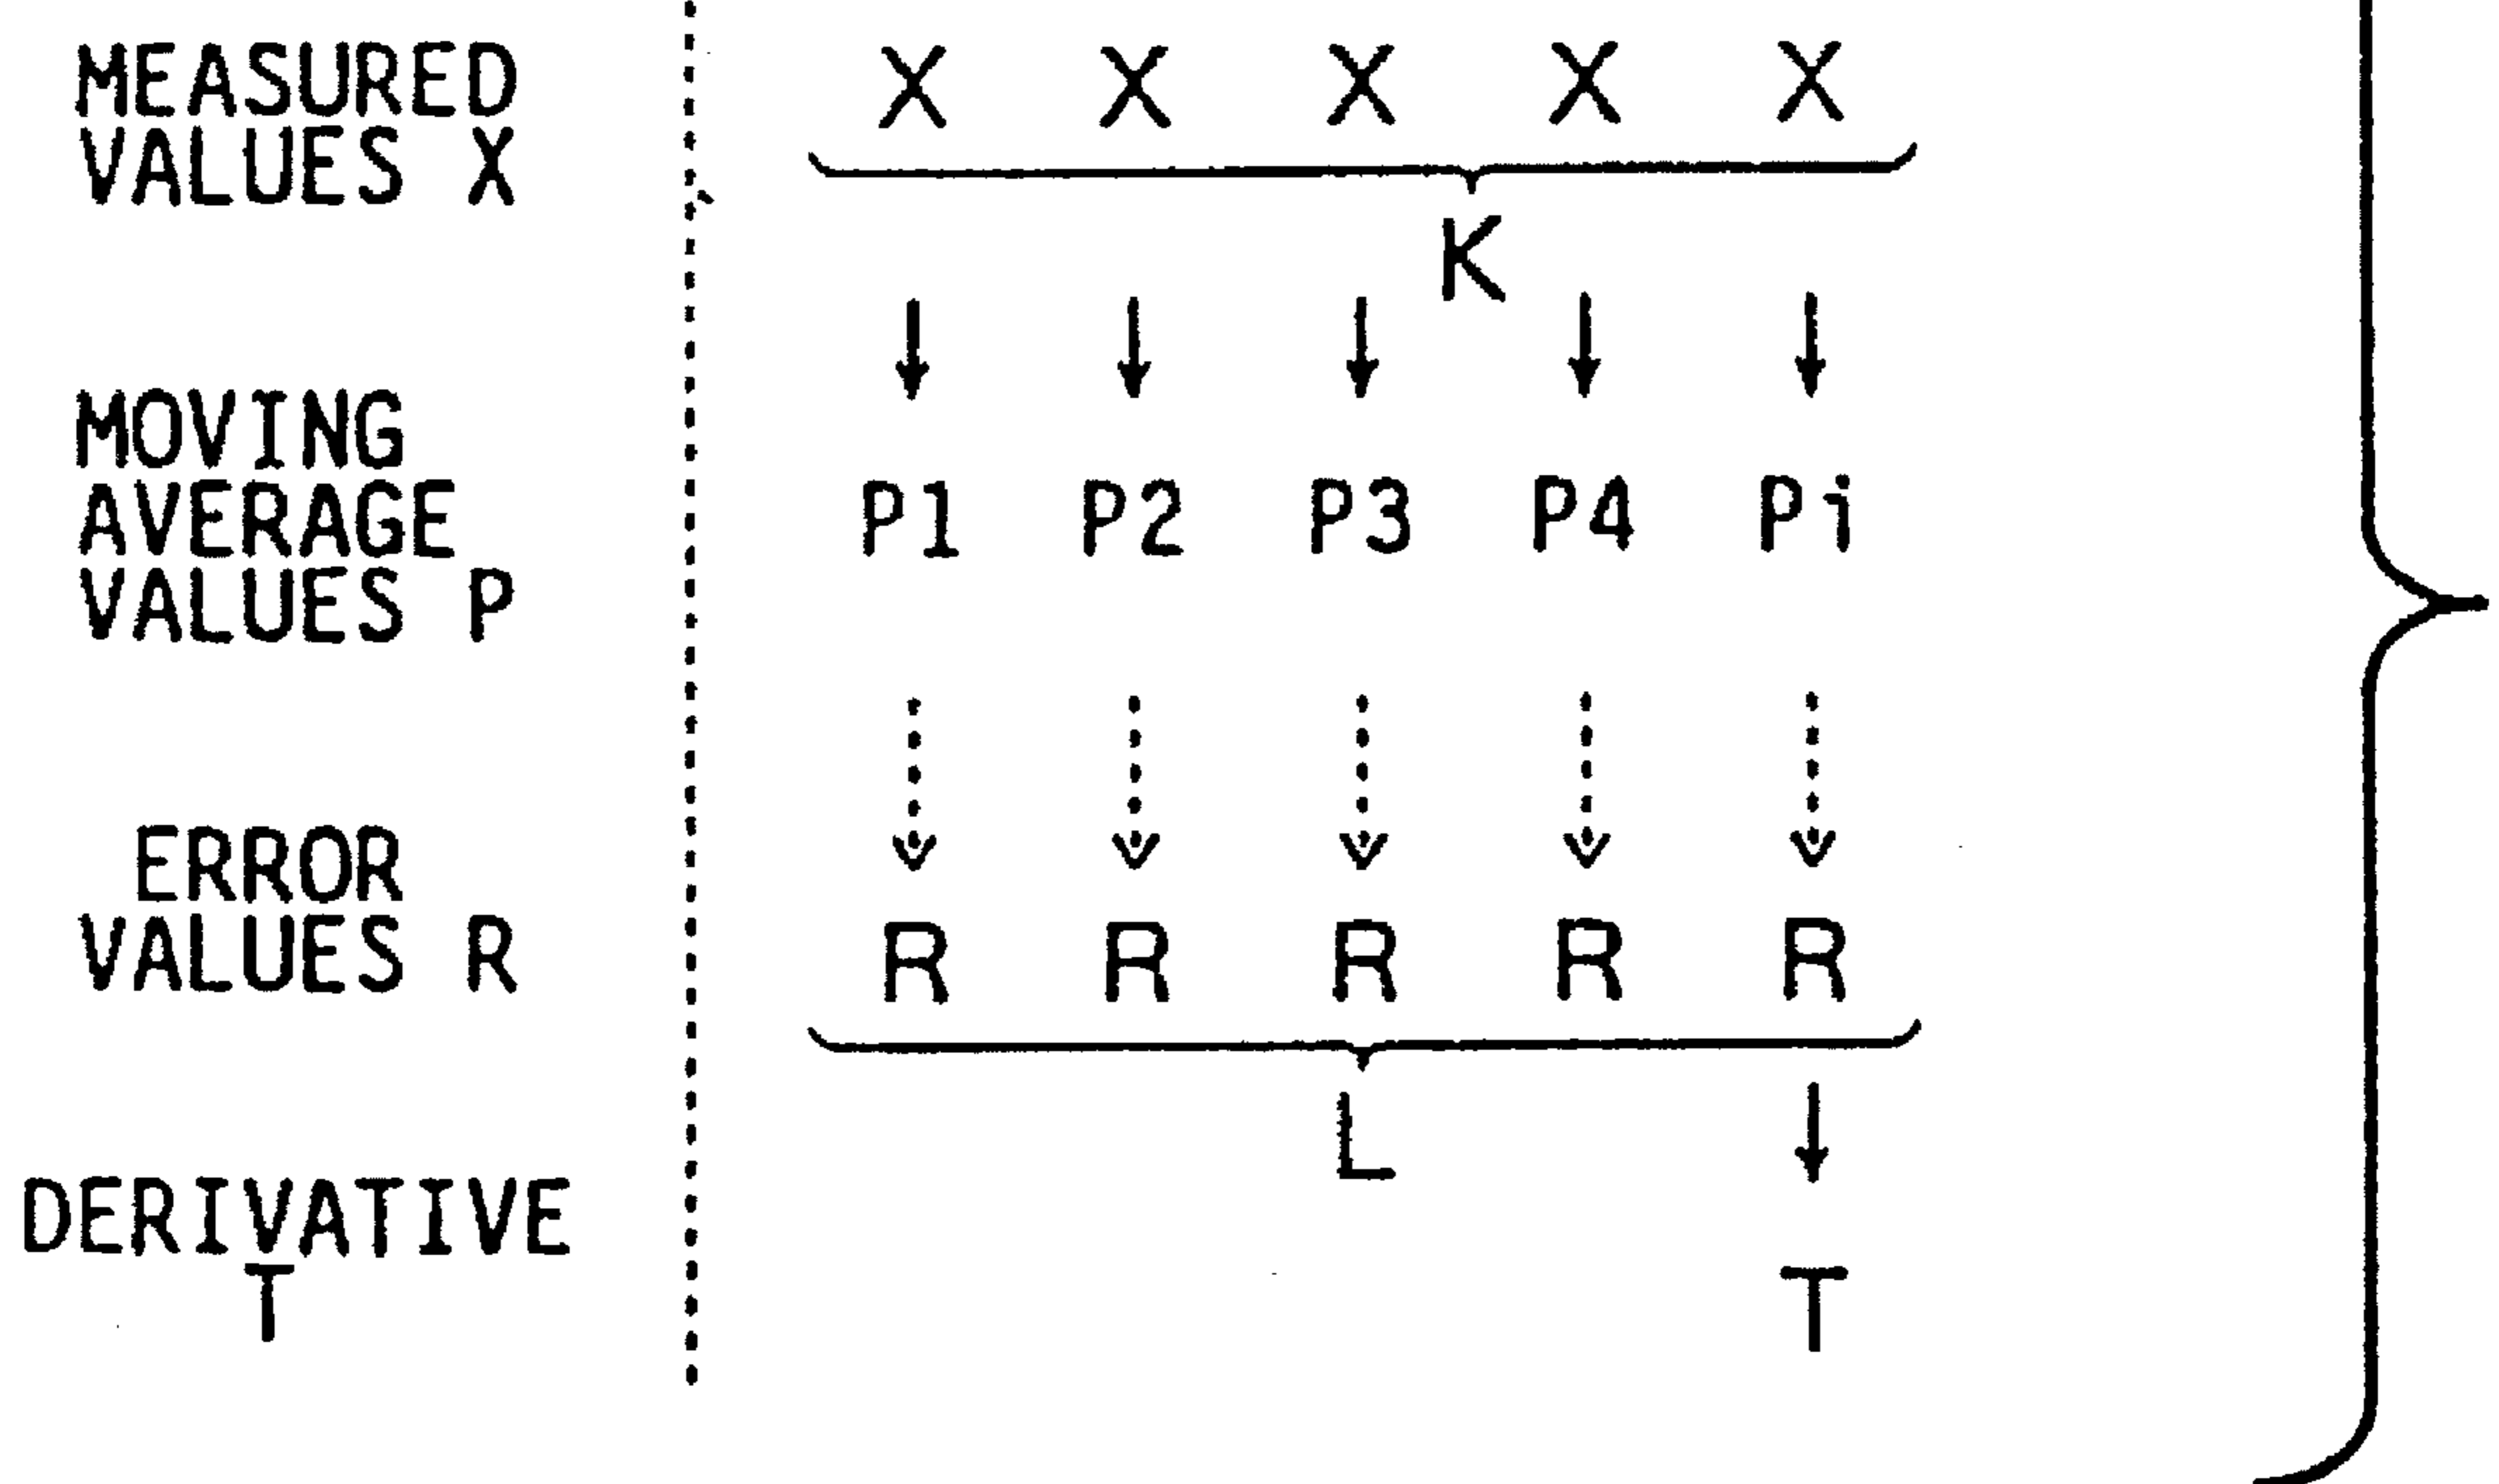 MEASURED X X X X X
VALUES X
K
MOVING
AVERAGE P1 P2 P3 P4 Pi
VALUES P
ERROR
VALUES R R R R R R
L
DERIVATIVE
T T